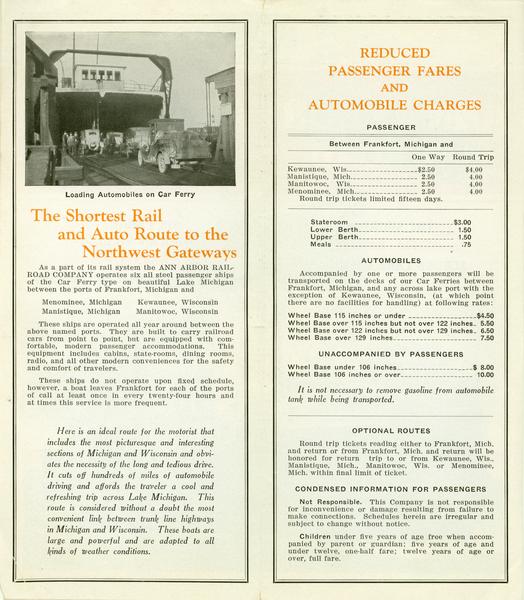 Loading Automobiles on Car Ferry
The Shortest Rail
and Auto Route to the
Northwest Gateways
As a part of its rail system the ANN ARBOR RAIL-
ROAD COMPANY operates six all steel passenger ships
of the Car Ferry type on beautiful Lake Michigan
between the ports of Frankfort, Michigan and
Menominee, Michigan Kewaunee, Wisconsin
Manistique, Michigan Manitowoc, Wisconsin
These ships are operated all year around between the
above named ports. They are built to carry railroad
cars from point to point, but are equipped with com-
fortable, modern passenger accommodations. This
equipment includes cabins, state-rooms, dining rooms,
radio, and all other modern conveniences for the safety
and comfort of travelers.
These ships do not operate upon fixed schedule,
however, a boat leaves Frankfort for each of the ports
of call at least once in every twenty-four hours and
at times this service is more frequent.
Here is an ideal route for the motorist that
includes the most picturesque and interesting
sections of Michigan and Wisconsin and obvi-
ates the necessity of the long and tedious drive.
It cuts off hundreds of miles of automobile
driving and affords the traveler a cool and
refreshing trip across Lake Michigan. This
route is considered without a doubt the most
convenient link between trunk line highways
in Michigan and Wisconsin. These boats are
large and powerful and are adapted to all
kinds of weather conditions.
REDUCED
PASSENGER FARES
AND
AUTOMOBILE CHARGES
PASSENGER
Between Frankfort, Michigan and
One Way Round Trip
Kewaunee, Wis. $2.50 $4.00
Manistique, Mich. 2.50 4.00
Manitowoc, Wis. 2.50 4.00
Menominee, Mich. 2.50 4.00
Round trip tickets limited fifteen days.
Stateroom $3.00
Lower Berth 1.50
Upper Berth 1.50
Meals .75
AUTOMOBILES
Accompanied by one or more passengers will be
transported on the decks of our Car Ferries between
Frankfort, Michigan, and any across lake port with the
exception of Kewaunee, Wisconsin, (at which point
there are no facilities for handling) at following rates:
Wheel Base 115 inches or under $4.50
Wheel Base over 115 inches but not over 122 inches. 5.50
Wheel Base over 122 inches but not over 129 inches. 6.50
Wheel Base over 129 inches. 7.50
UNACCOMPANIED BY PASSENGERS
Wheel Base under 106 inches $ 8.00
Wheel Base 106 inches or over 10.00
It is not necessary to remove gasoline from automobile
tank while being transported.
OPTIONAL ROUTES
Round trip tickets reading either to Frankfort, Mich.
and return or from Frankfort, Mich. and return will be
honored for return trip to or from Kewaunee, Wis.,
Manistique, Mich., Manitowoc, Wis. or Menominee,
Mich. within final limit of ticket.
CONDENSED INFORMATION FOR PASSENGERS
Not Responsible. This Company is not responsible
for inconvenience or damage resulting from failure to
make connections. Schedules herein are irregular and
subject to change without notice.
Children under five years of age free when accom-
panied by parent or guardian; five years of age and
under twelve, one-half fare; twelve years of age or
over, full fare.